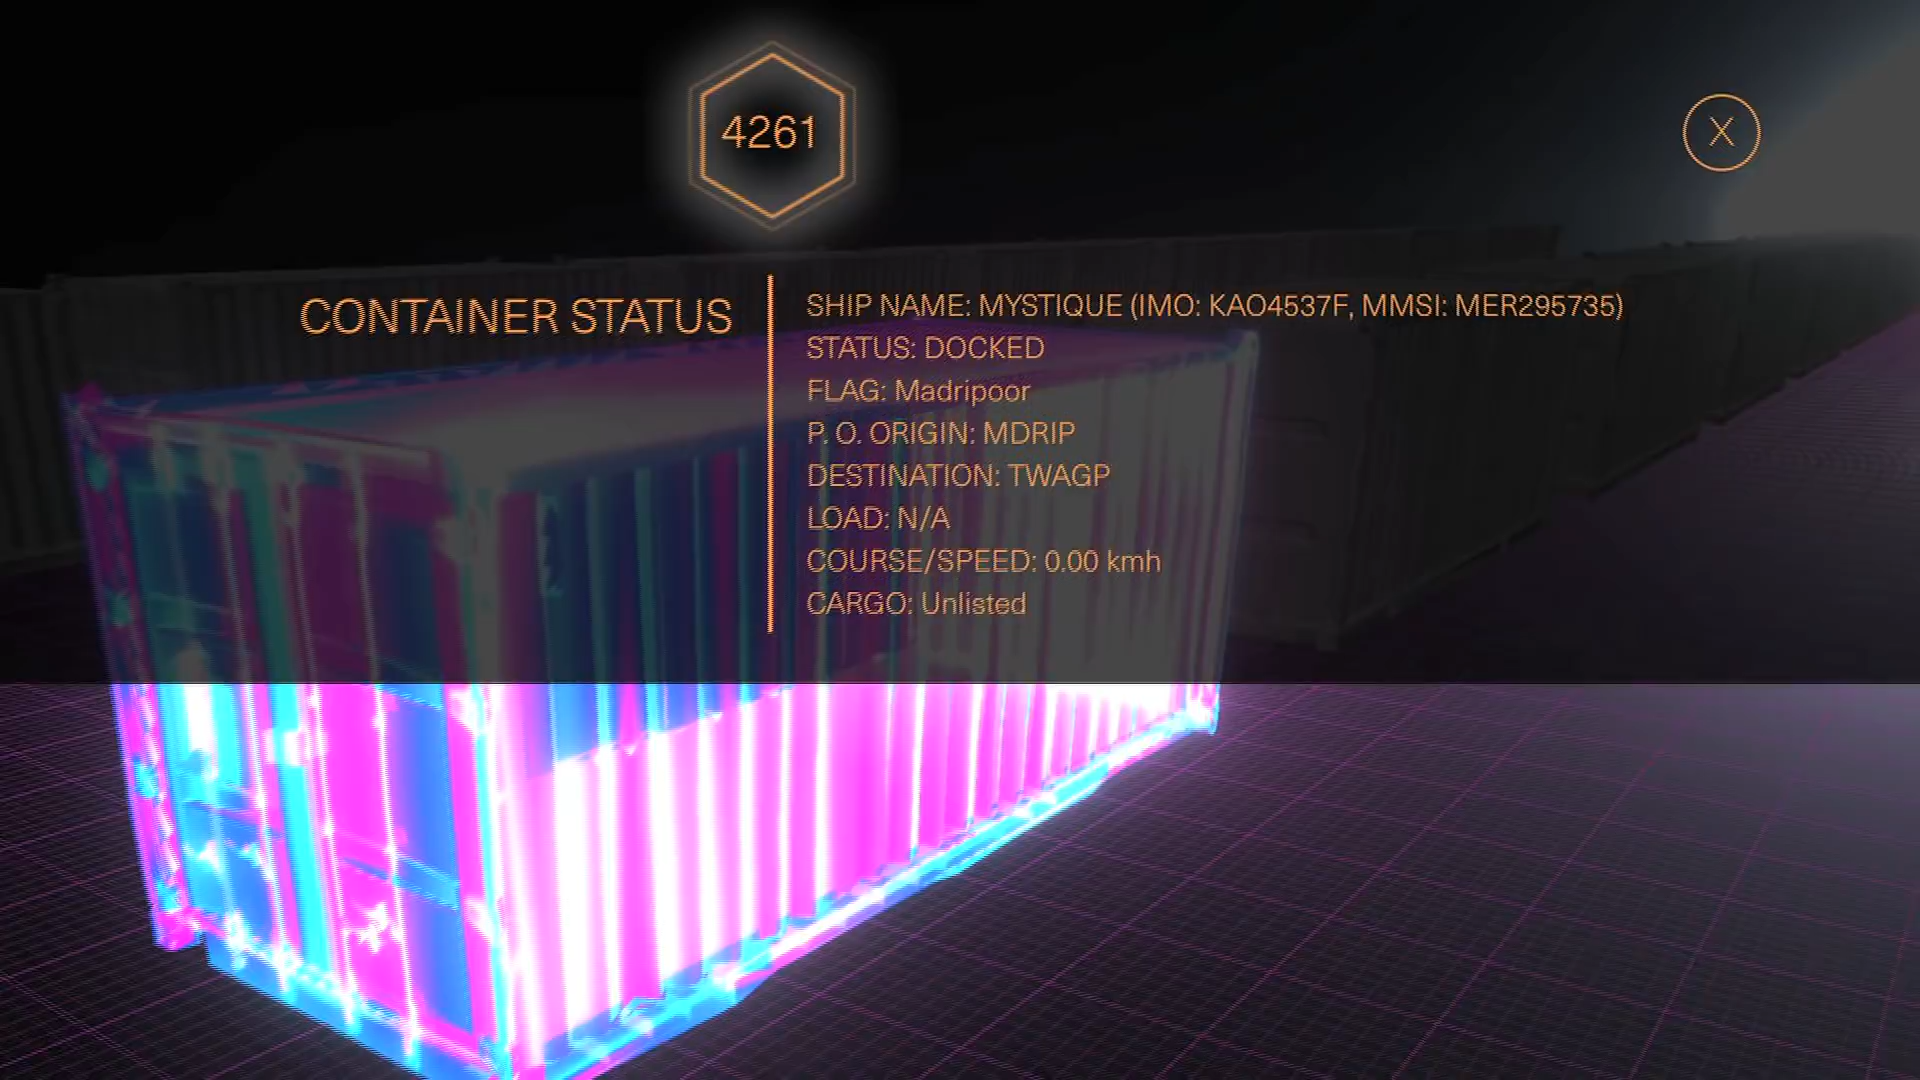 4261
X
CONTAINER STATUS
SHIP NAME: MYSTIQUE (IMO: KAO4537F, MMSI: MER295735)
STATUS: DOCKED
FLAG: Madripoor
P. O. ORIGIN: MDRIP
DESTINATION: TWAGP
LOAD: N/A
COURSE/SPEED: 0.00 kmh
CARGO: Unlisted